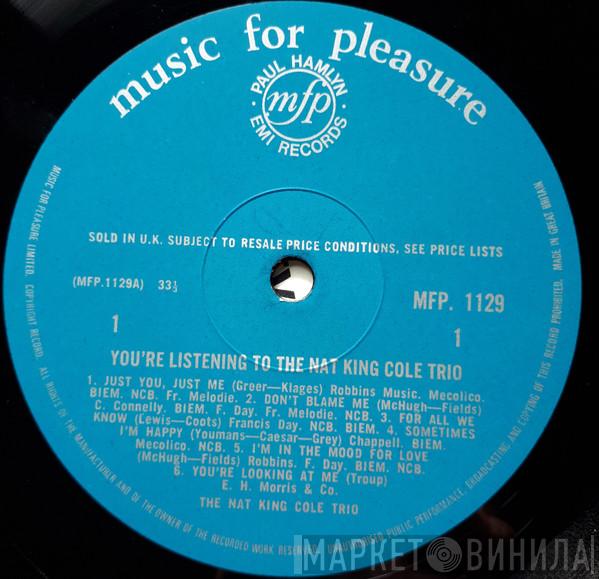 music for pleasure
· PAUL HAMLYN ·
mfp
EMI RECORDS
SOLD IN U.K. SUBJECT TO RESALE PRICE CONDITIONS, SEE PRICE LISTS
(MFP.1129A) 33⅓
MFP. 1129
1 1
YOU'RE LISTENING TO THE NAT KING COLE TRIO
1. JUST YOU, JUST ME (Greer—Klages) Robbins Music. Mecolico.
BIEM. NCB. Fr. Melodie. 2. DON'T BLAME ME (McHugh—Fields)
C. Connelly. BIEM. F. Day. Fr. Melodie. NCB. 3. FOR ALL WE
KNOW (Lewis—Coots) Francis Day. NCB. BIEM. 4. SOMETIMES
I'M HAPPY (Youmans—Caesar—Grey) Chappell. BIEM.
Mecolico. NCB. 5. I'M IN THE MOOD FOR LOVE
(McHugh—Fields) Robbins. F. Day. BIEM. NCB.
6. YOU'RE LOOKING AT ME (Troup)
E. H. Morris & Co.
THE NAT KING COLE TRIO
MUSIC FOR PLEASURE LIMITED. COPYRIGHT RECORD. ALL RIGHTS OF THE MANUFACTURER AND OF THE OWNER OF THE RECORDED WORK RESERVED. UNAUTHORISED PUBLIC PERFORMANCE, BROADCASTING AND COPYING OF THIS RECORD PROHIBITED. MADE IN GREAT BRITAIN
МАРКЕТ ВИНИЛА